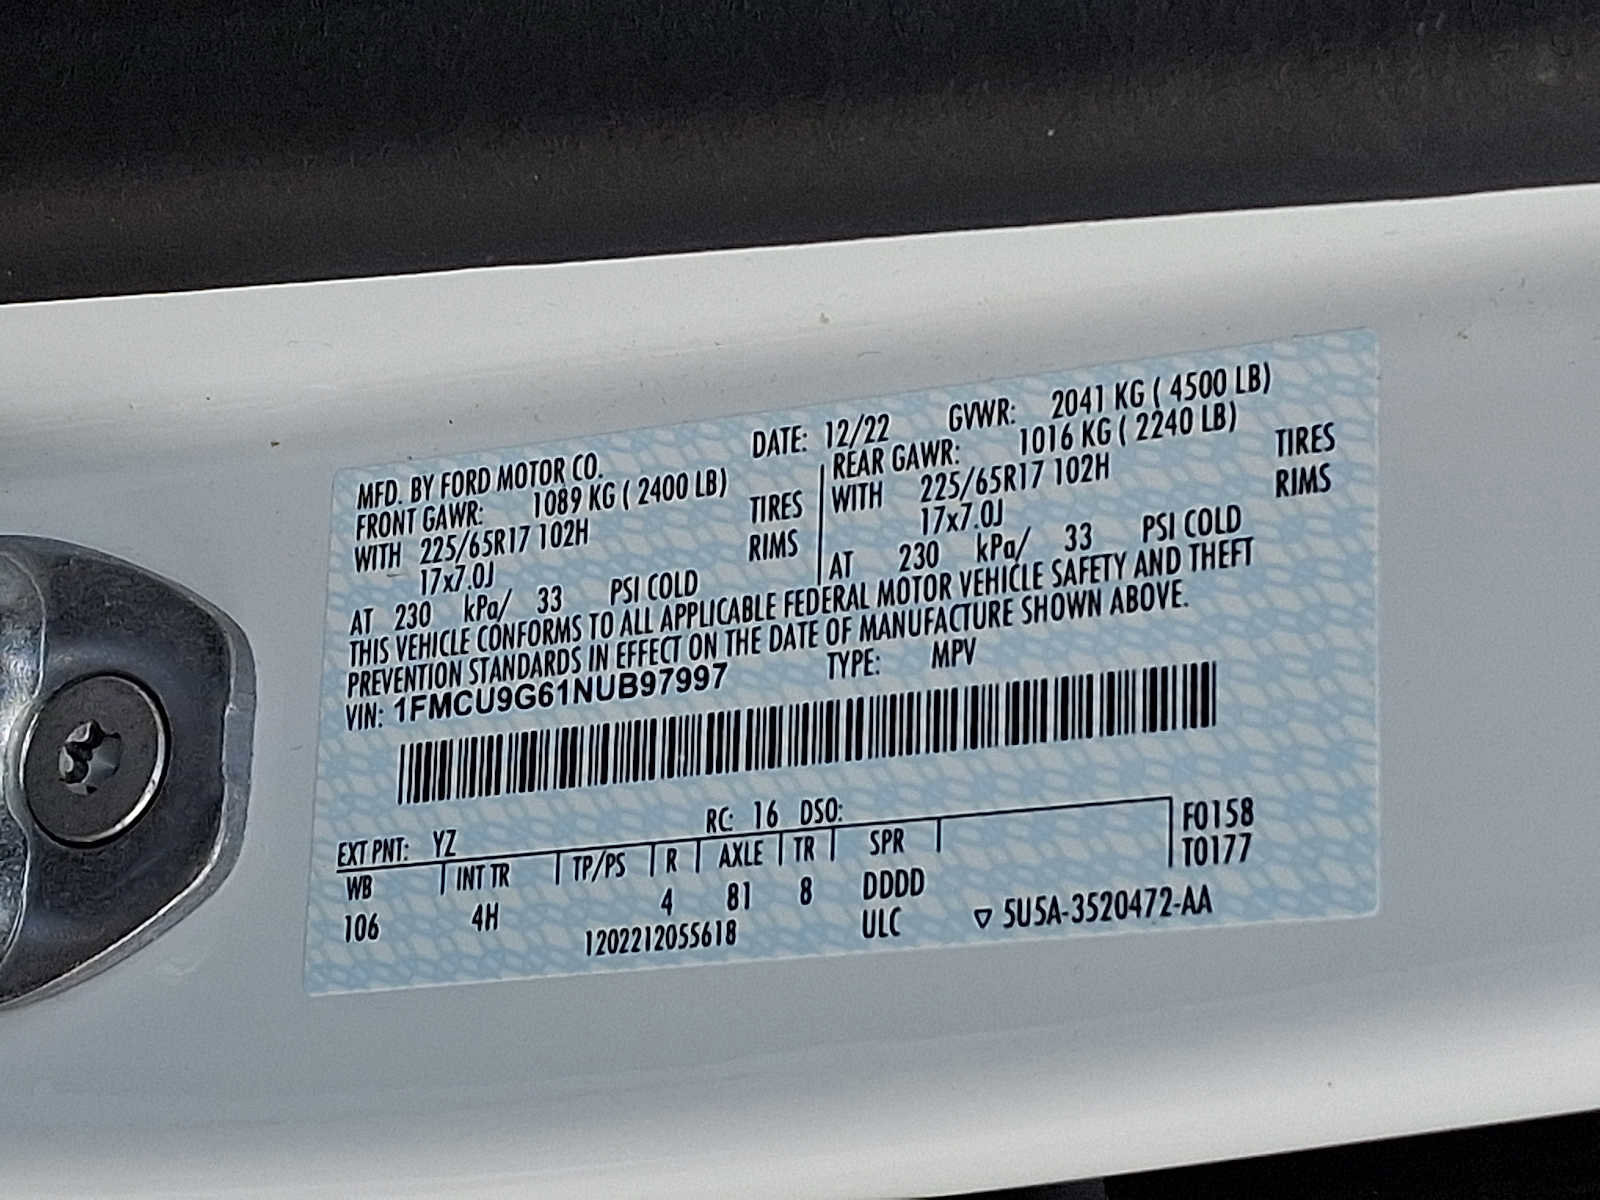 MFD. BY FORD MOTOR CO. DATE: 12/22 GVWR: 2041 KG ( 4500 LB)
FRONT GAWR: 1089 KG ( 2400 LB) REAR GAWR: 1016 KG ( 2240 LB)
WITH 225/65R17 102H TIRES WITH 225/65R17 102H TIRES
17x7.0J RIMS 17x7.0J RIMS
AT 230 kPa/ 33 PSI COLD AT 230 kPa/ 33 PSI COLD
THIS VEHICLE CONFORMS TO ALL APPLICABLE FEDERAL MOTOR VEHICLE SAFETY AND THEFT
PREVENTION STANDARDS IN EFFECT ON THE DATE OF MANUFACTURE SHOWN ABOVE.
VIN: 1FMCU9G61NUB97997 TYPE: MPV
EXT PNT: YZ RC: 16 DSO: F0158
WB INT TR TP/PS R AXLE TR SPR T0177
106 4H 4 81 8 DDDD
1202212055618 ULC ▽ 5U5A-3520472-AA